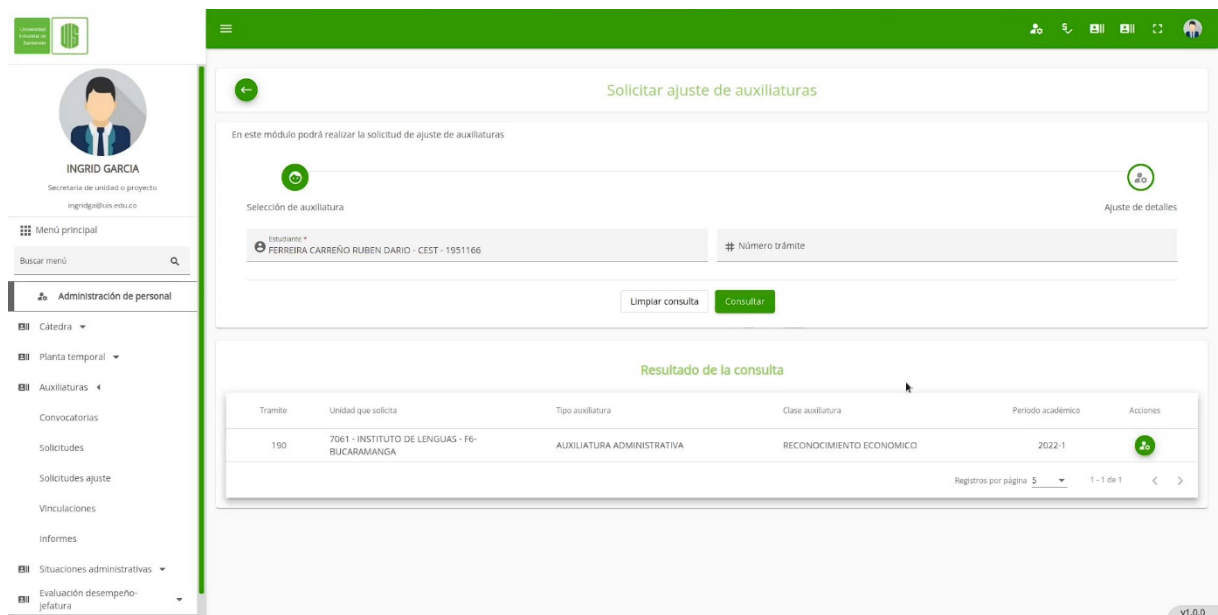 Universidad
Industrial de
Santander
UIS
INGRID GARCIA
Secretaria de unidad o proyecto
ingridga@uis.edu.co
Menú principal
Buscar menú
Administración de personal
Cátedra
Planta temporal
Auxiliaturas
Convocatorias
Solicitudes
Solicitudes ajuste
Vinculaciones
Informes
Situaciones administrativas
Evaluación desempeño-
jefatura
Solicitar ajuste de auxiliaturas
En este módulo podrá realizar la solicitud de ajuste de auxiliaturas
Selección de auxiliatura
Ajuste de detalles
Estudiante *
FERREIRA CARREÑO RUBEN DARIO - CEST - 1951166
# Número trámite
Limpiar consulta
Consultar
Resultado de la consulta
Tramite Unidad que solicita Tipo auxiliatura Clase auxiliatura Periodo académico Acciones
190 7061 - INSTITUTO DE LENGUAS - F6- AUXILIATURA ADMINISTRATIVA RECONOCIMIENTO ECONOMICO 2022-1
BUCARAMANGA
Registros por página 5 1 - 1 de 1
v1.0.0